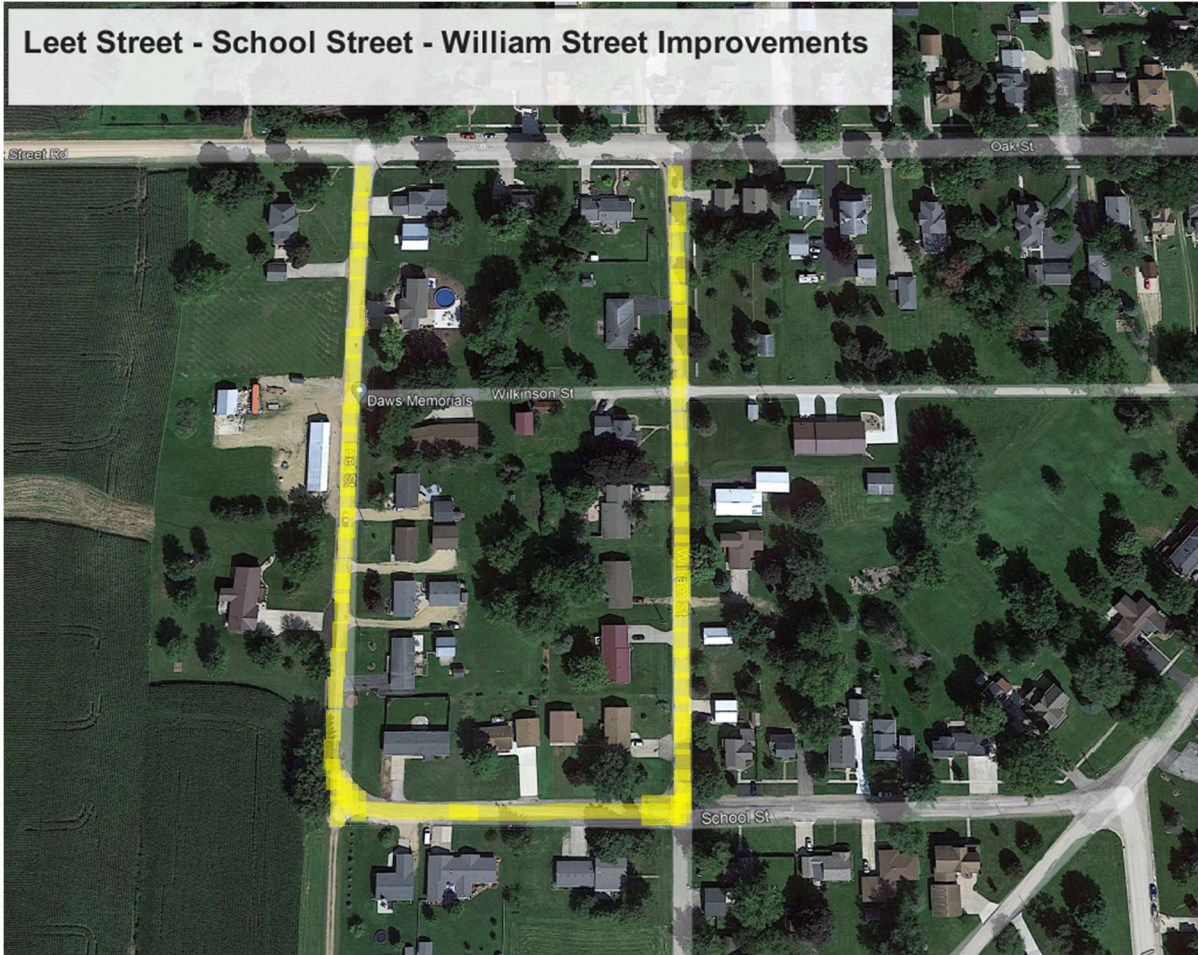 Leet Street - School Street - William Street Improvements
Street Rd
Oak St
Daws Memorials
Wilkinson St
School St